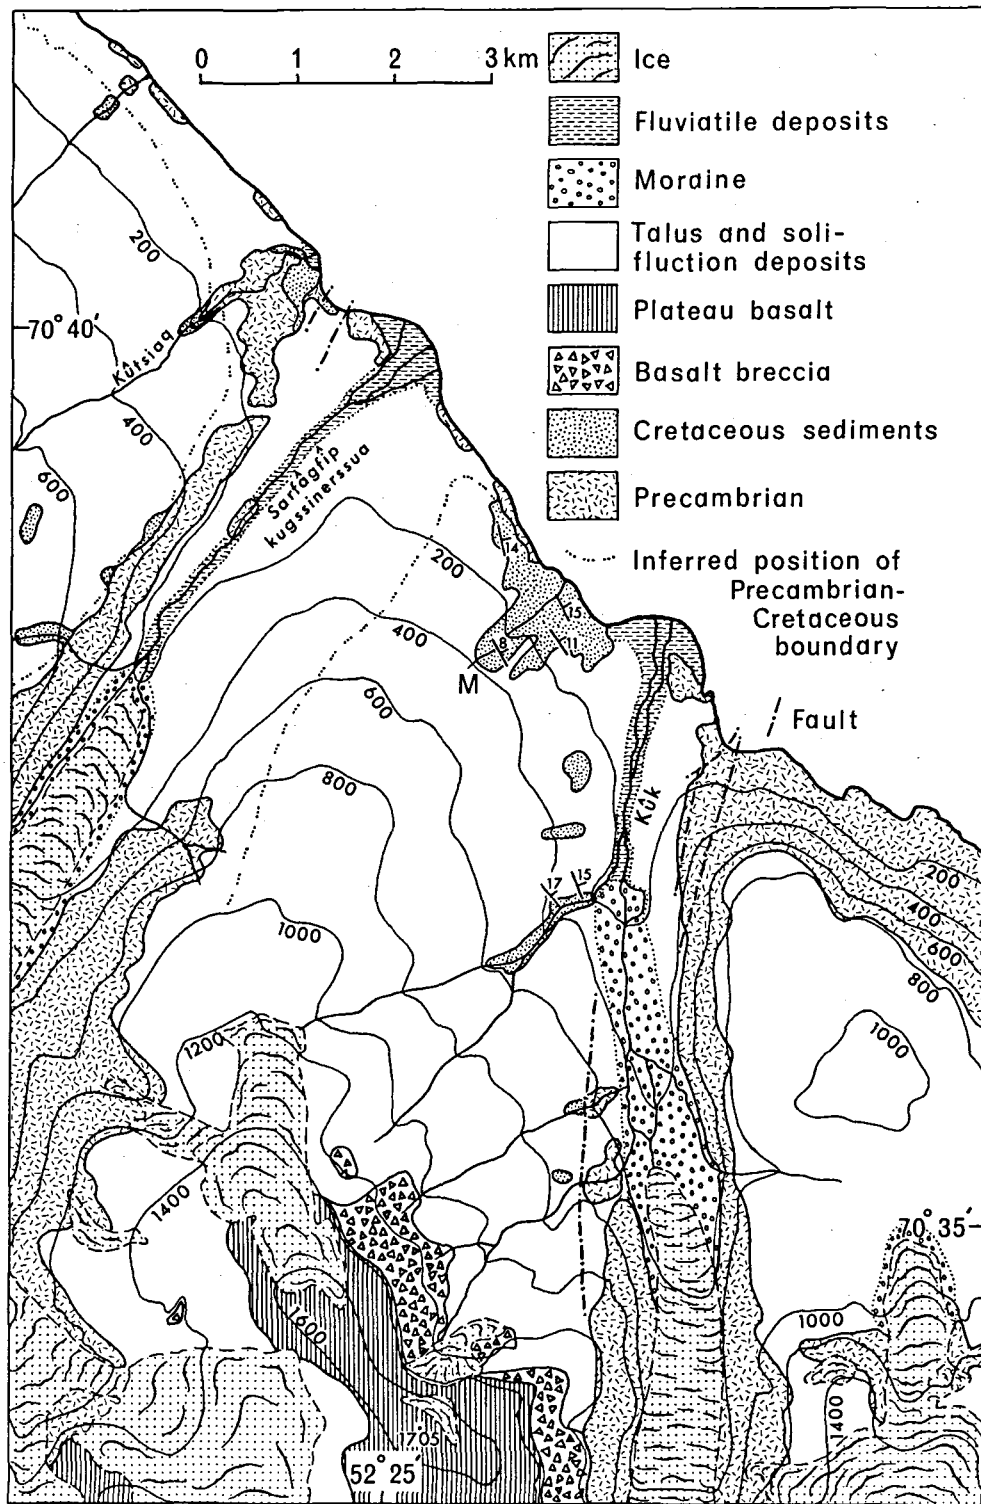 0 1 2 3 km
Ice
Fluviatile deposits
Moraine
Talus and soli-
fluction deposits
Plateau basalt
Basalt breccia
Cretaceous sediments
Precambrian
Inferred position of
Precambrian-
Cretaceous
boundary
Fault
200
70° 40'
Kûtsiaq
400
600
Sarfâgfîp
kugssinerssua
200
14
15
11
8
400
M
600
800
Kûk
200
400
600
800
17
15
1000
1000
1200
1400
70° 35'
1600
1000
1400
1705
52° 25'